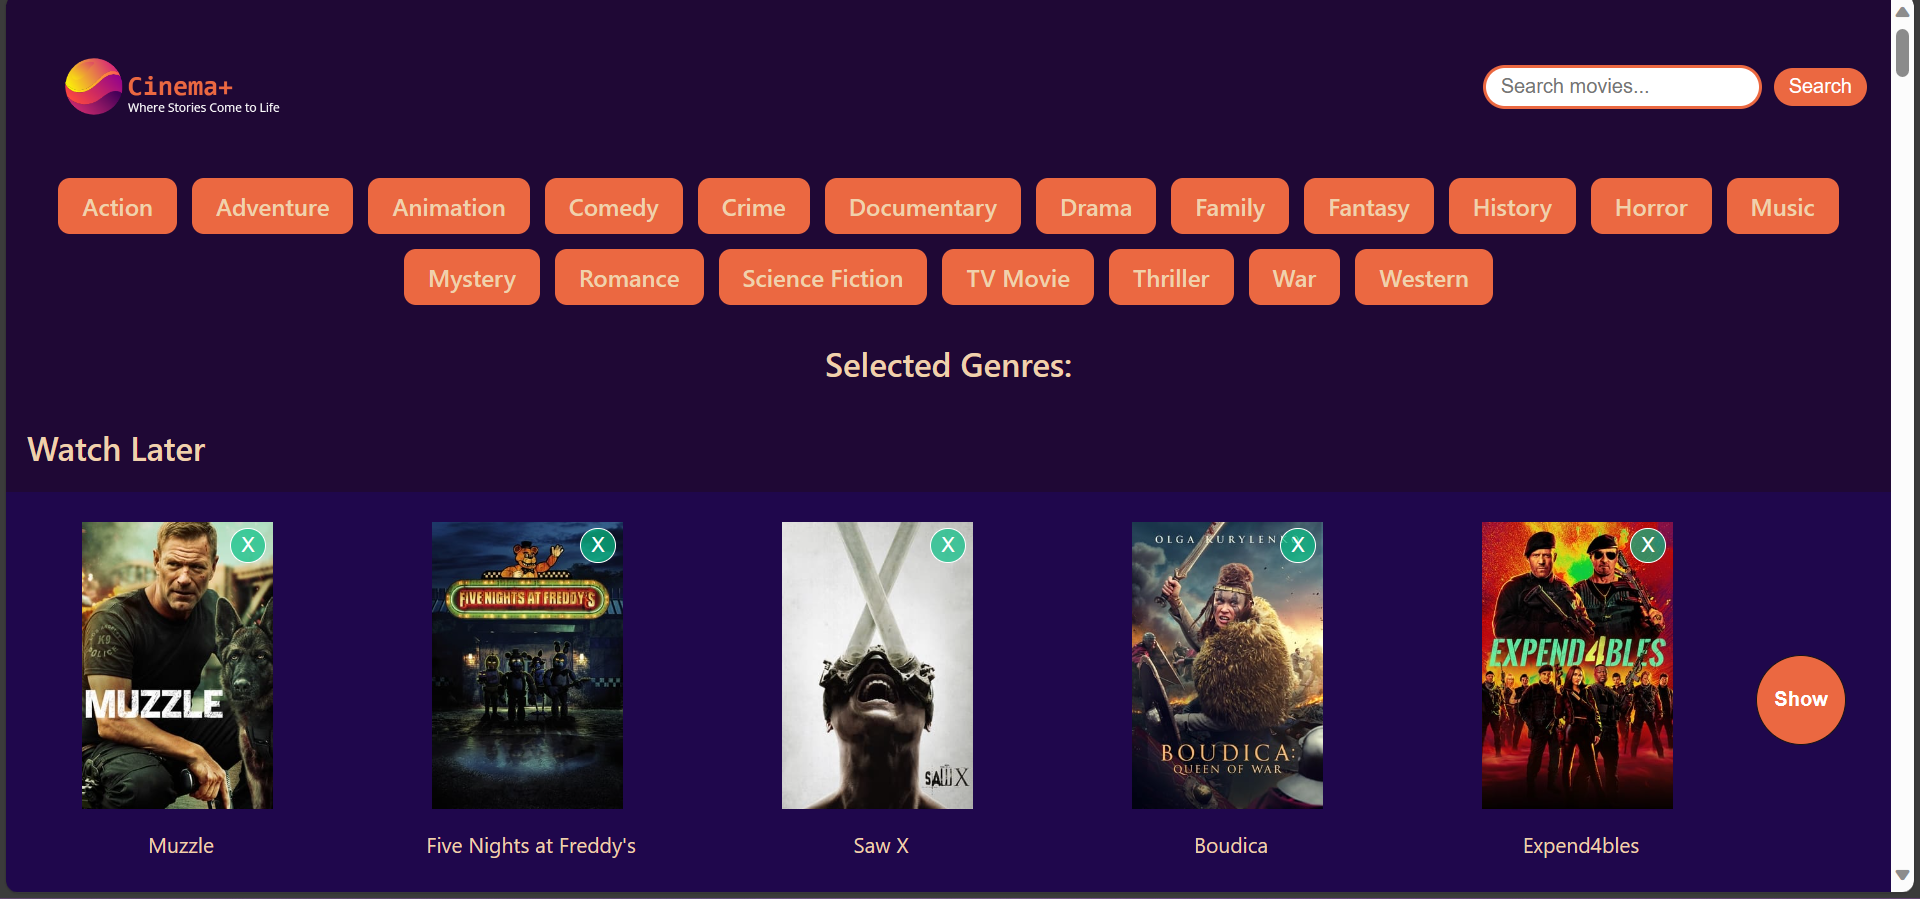 Cinema+
Where Stories Come to Life
Search movies...
Search
Action
Adventure
Animation
Comedy
Crime
Documentary
Drama
Family
Fantasy
History
Horror
Music
Mystery
Romance
Science Fiction
TV Movie
Thriller
War
Western
Selected Genres:
Watch Later
X
K9
MUZZLE
X
FIVE NIGHTS AT FREDDY'S
X
SAW X
OLGA
X
BOUDICA:
QUEEN OF WAR
X
EXPEND4BLES
Show
Muzzle
Five Nights at Freddy's
Saw X
Boudica
Expend4bles